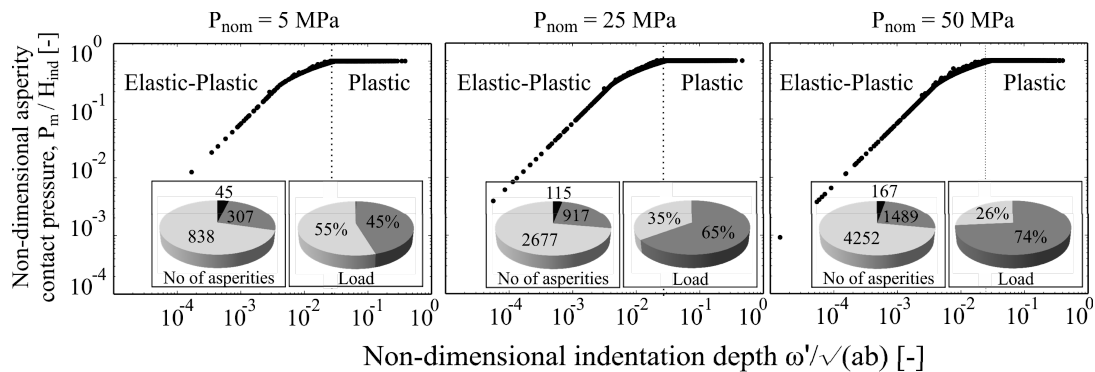 P_nom = 5 MPa
P_nom = 25 MPa
P_nom = 50 MPa
Non-dimensional asperity
contact pressure, P_m / H_ind [-]
10^0
10^-1
10^-2
10^-3
10^-4
Elastic-Plastic
Plastic
45
307
838
No of asperities
55%
45%
Load
10^-4
10^-3
10^-2
10^-1
10^0
Elastic-Plastic
Plastic
115
917
2677
No of asperities
35%
65%
Load
10^-4
10^-3
10^-2
10^-1
10^0
Elastic-Plastic
Plastic
167
1489
4252
No of asperities
26%
74%
Load
10^-4
10^-3
10^-2
10^-1
10^0
Non-dimensional indentation depth ω'/√(ab) [-]